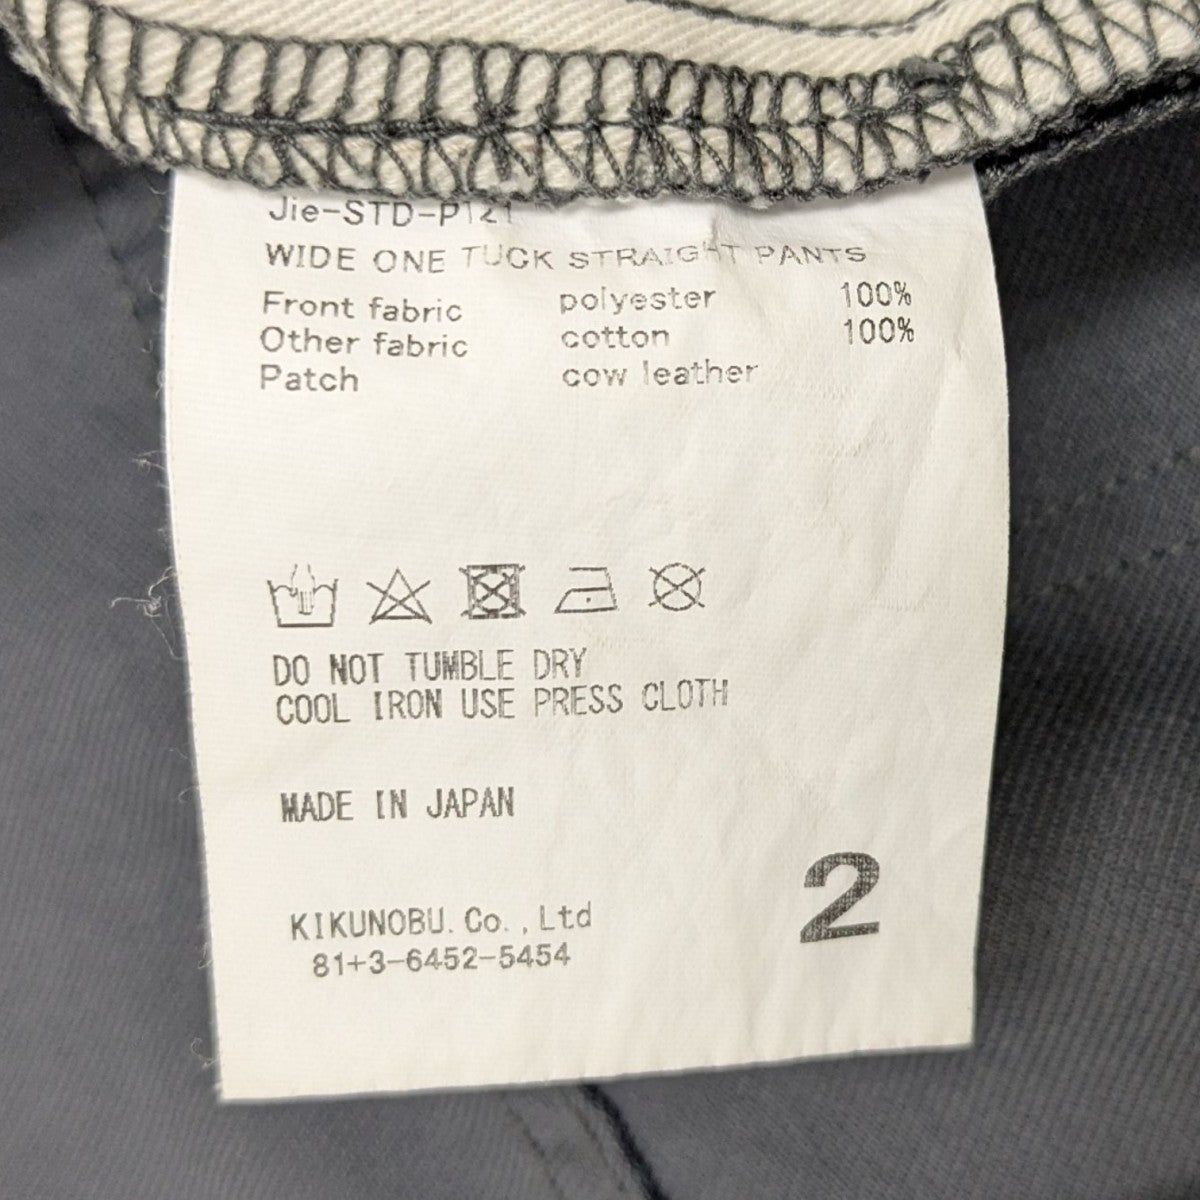 Jie-STD-P121
WIDE ONE TUCK STRAIGHT PANTS
Front fabric polyester 100%
Other fabric cotton 100%
Patch cow leather
DO NOT TUMBLE DRY
COOL IRON USE PRESS CLOTH
MADE IN JAPAN
2
KIKUNOBU. Co. , Ltd
81+3-6452-5454